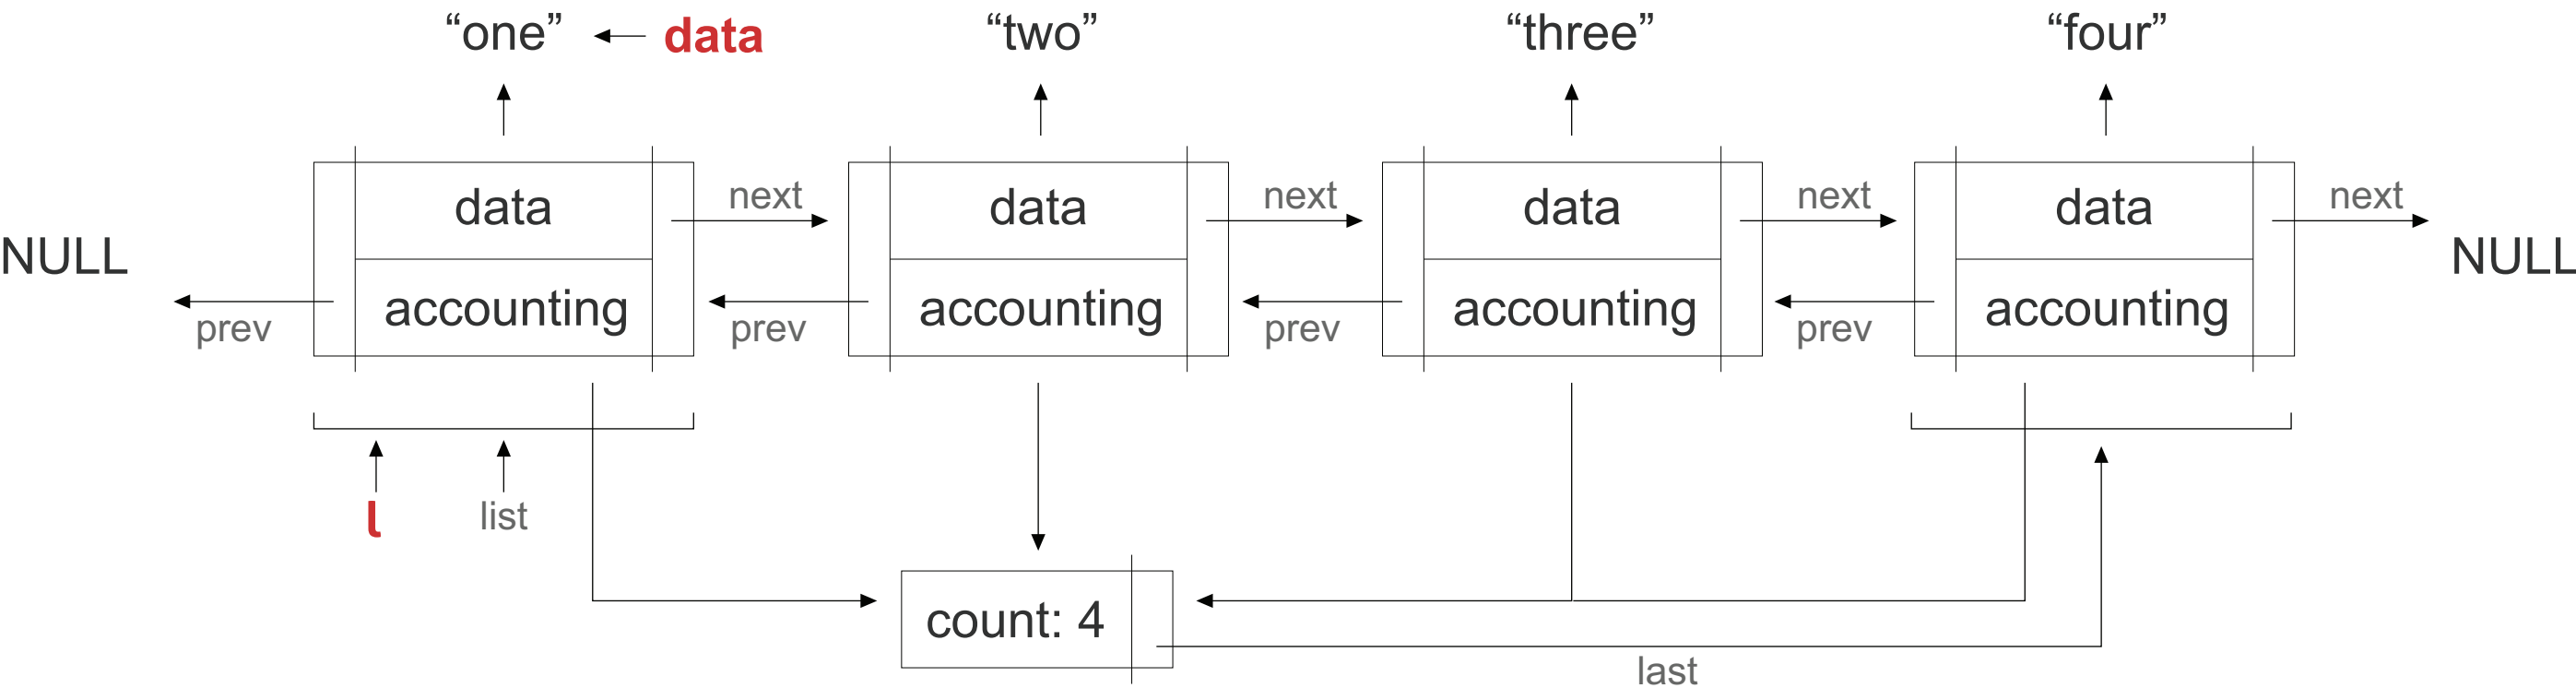 “one” data “two” “three” “four”
data next data next data next data next
NULL NULL
prev accounting prev accounting prev accounting prev accounting
l list
count: 4
last